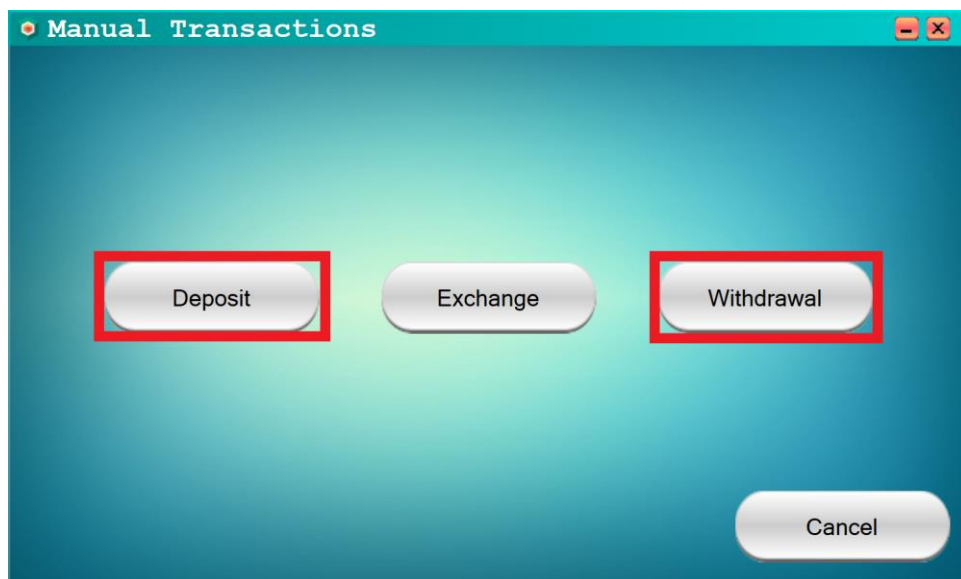 Manual Transactions
Deposit
Exchange
Withdrawal
Cancel